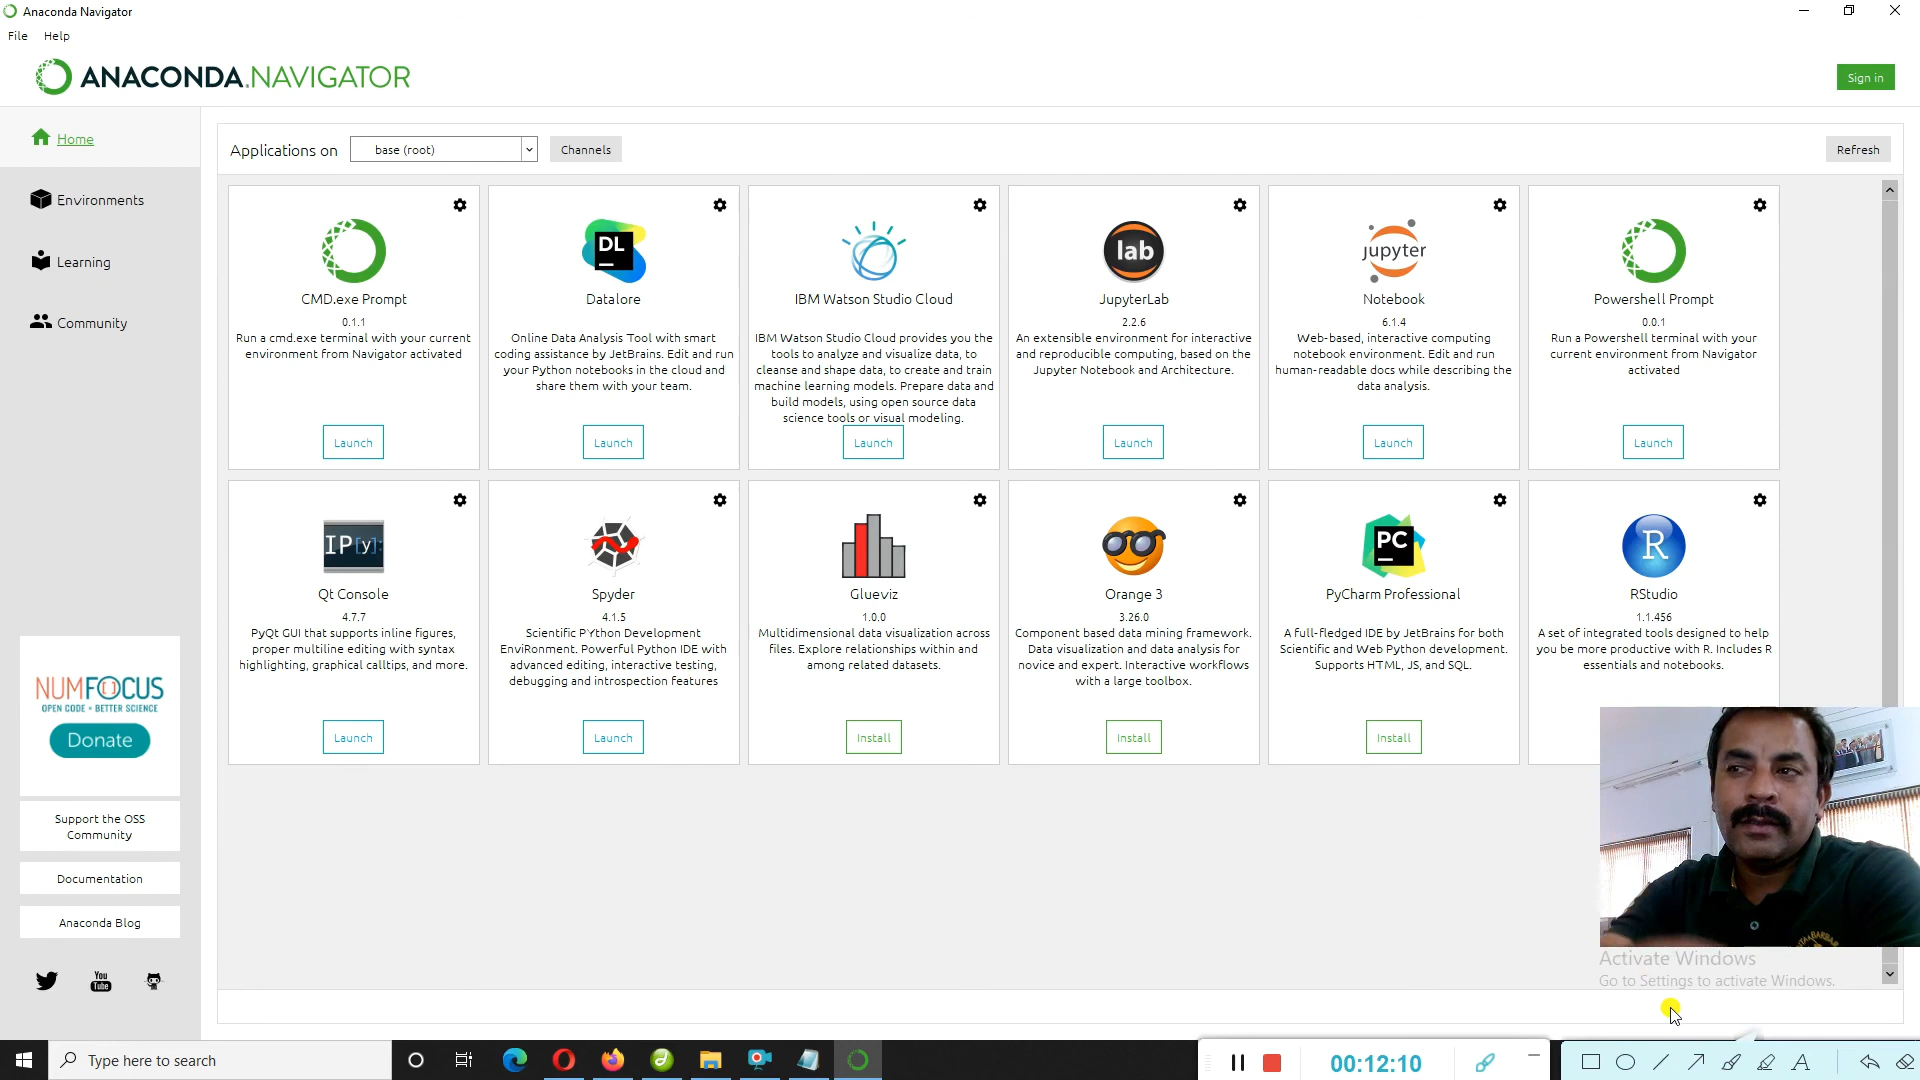 Anaconda Navigator
File Help
ANACONDA.NAVIGATOR
Sign in
Home
Environments
Learning
Community
NUMFOCUS
OPEN CODE = BETTER SCIENCE
Donate
Support the OSS
Community
Documentation
Anaconda Blog
You
Tube
Applications on base (root) Channels Refresh
CMD.exe Prompt
0.1.1
Run a cmd.exe terminal with your current
environment from Navigator activated
Launch
DL
Datalore
Online Data Analysis Tool with smart
coding assistance by JetBrains. Edit and run
your Python notebooks in the cloud and
share them with your team.
Launch
IBM Watson Studio Cloud
IBM Watson Studio Cloud provides you the
tools to analyze and visualize data, to
cleanse and shape data, to create and train
machine learning models. Prepare data and
build models, using open source data
science tools or visual modeling.
Launch
lab
JupyterLab
2.2.6
An extensible environment for interactive
and reproducible computing, based on the
Jupyter Notebook and Architecture.
Launch
jupyter
Notebook
6.1.4
Web-based, interactive computing
notebook environment. Edit and run
human-readable docs while describing the
data analysis.
Launch
Powershell Prompt
0.0.1
Run a Powershell terminal with your
current environment from Navigator
activated
Launch
IP[y]:
Qt Console
4.7.7
PyQt GUI that supports inline figures,
proper multiline editing with syntax
highlighting, graphical calltips, and more.
Launch
Spyder
4.1.5
Scientific PYthon Development
EnviRonment. Powerful Python IDE with
advanced editing, interactive testing,
debugging and introspection features
Launch
Glueviz
1.0.0
Multidimensional data visualization across
files. Explore relationships within and
among related datasets.
Install
Orange 3
3.26.0
Component based data mining framework.
Data visualization and data analysis for
novice and expert. Interactive workflows
with a large toolbox.
Install
PC
PyCharm Professional
A full-fledged IDE by JetBrains for both
Scientific and Web Python development.
Supports HTML, JS, and SQL.
Install
R
RStudio
1.1.456
A set of integrated tools designed to help
you be more productive with R. Includes R
essentials and notebooks.
Activate Windows
Go to Settings to activate Windows.
Type here to search
00:12:10
A